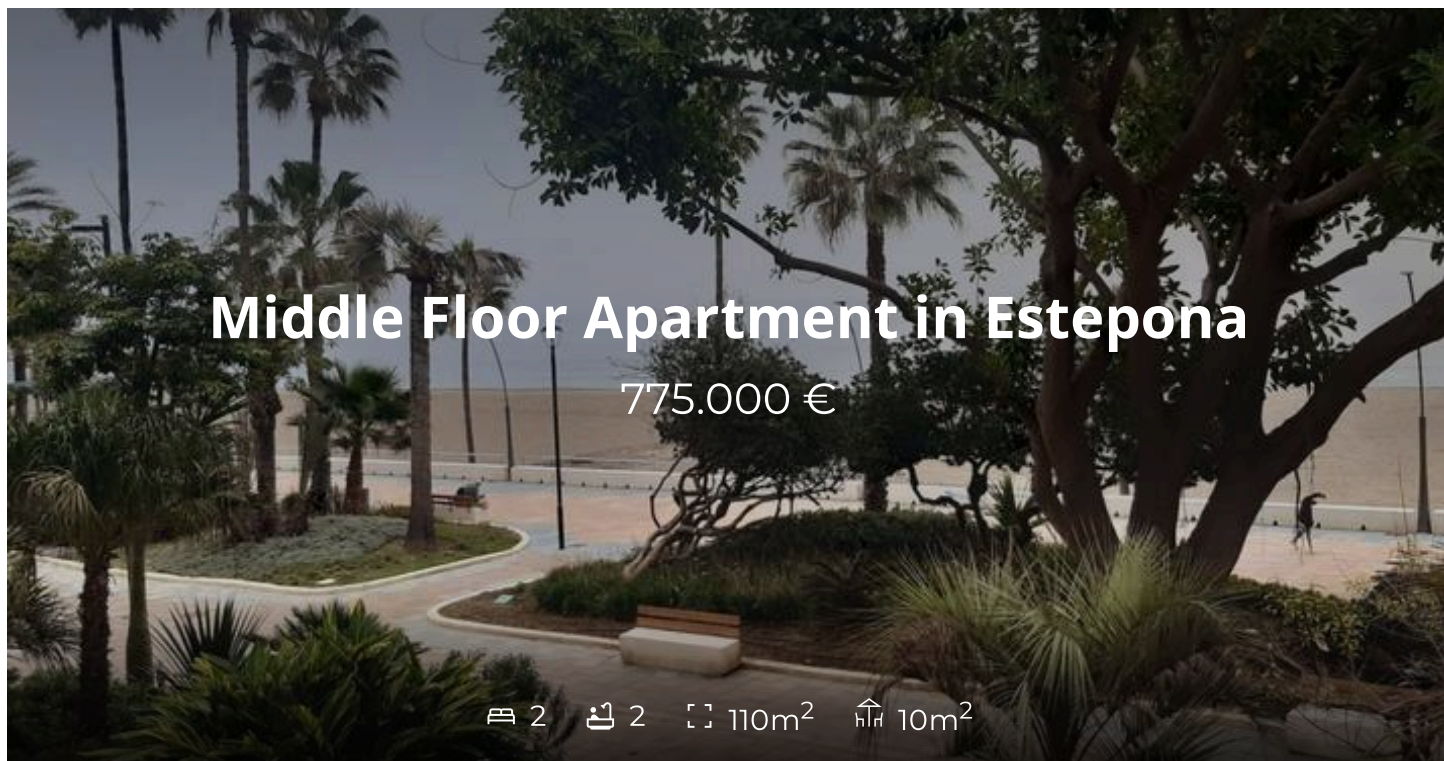 Middle Floor Apartment in Estepona
775.000 €
2 2 110m² 10m²